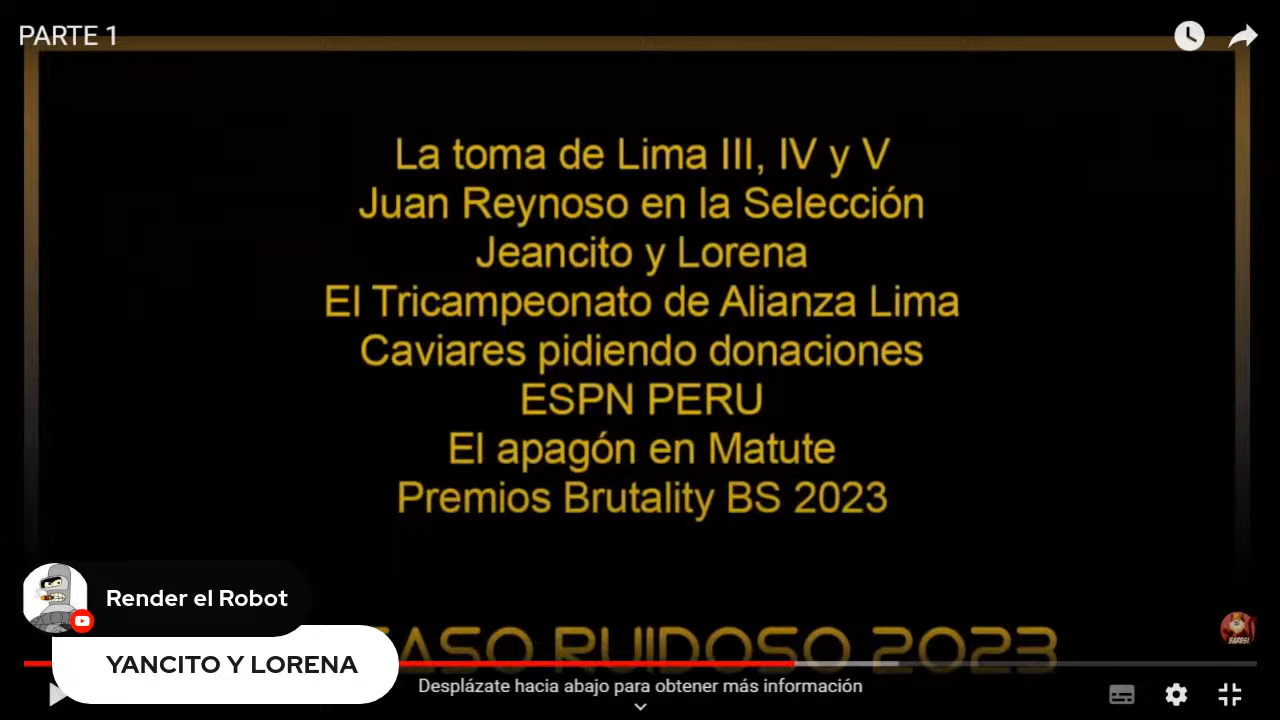 PARTE 1
La toma de Lima III, IV y V
Juan Reynoso en la Selección
Jeancito y Lorena
El Tricampeonato de Alianza Lima
Caviares pidiendo donaciones
ESPN PERU
El apagón en Matute
Premios Brutality BS 2023
Render el Robot
YANCITO Y LORENA
RUIDOSO 2023
Desplázate hacia abajo para obtener más información